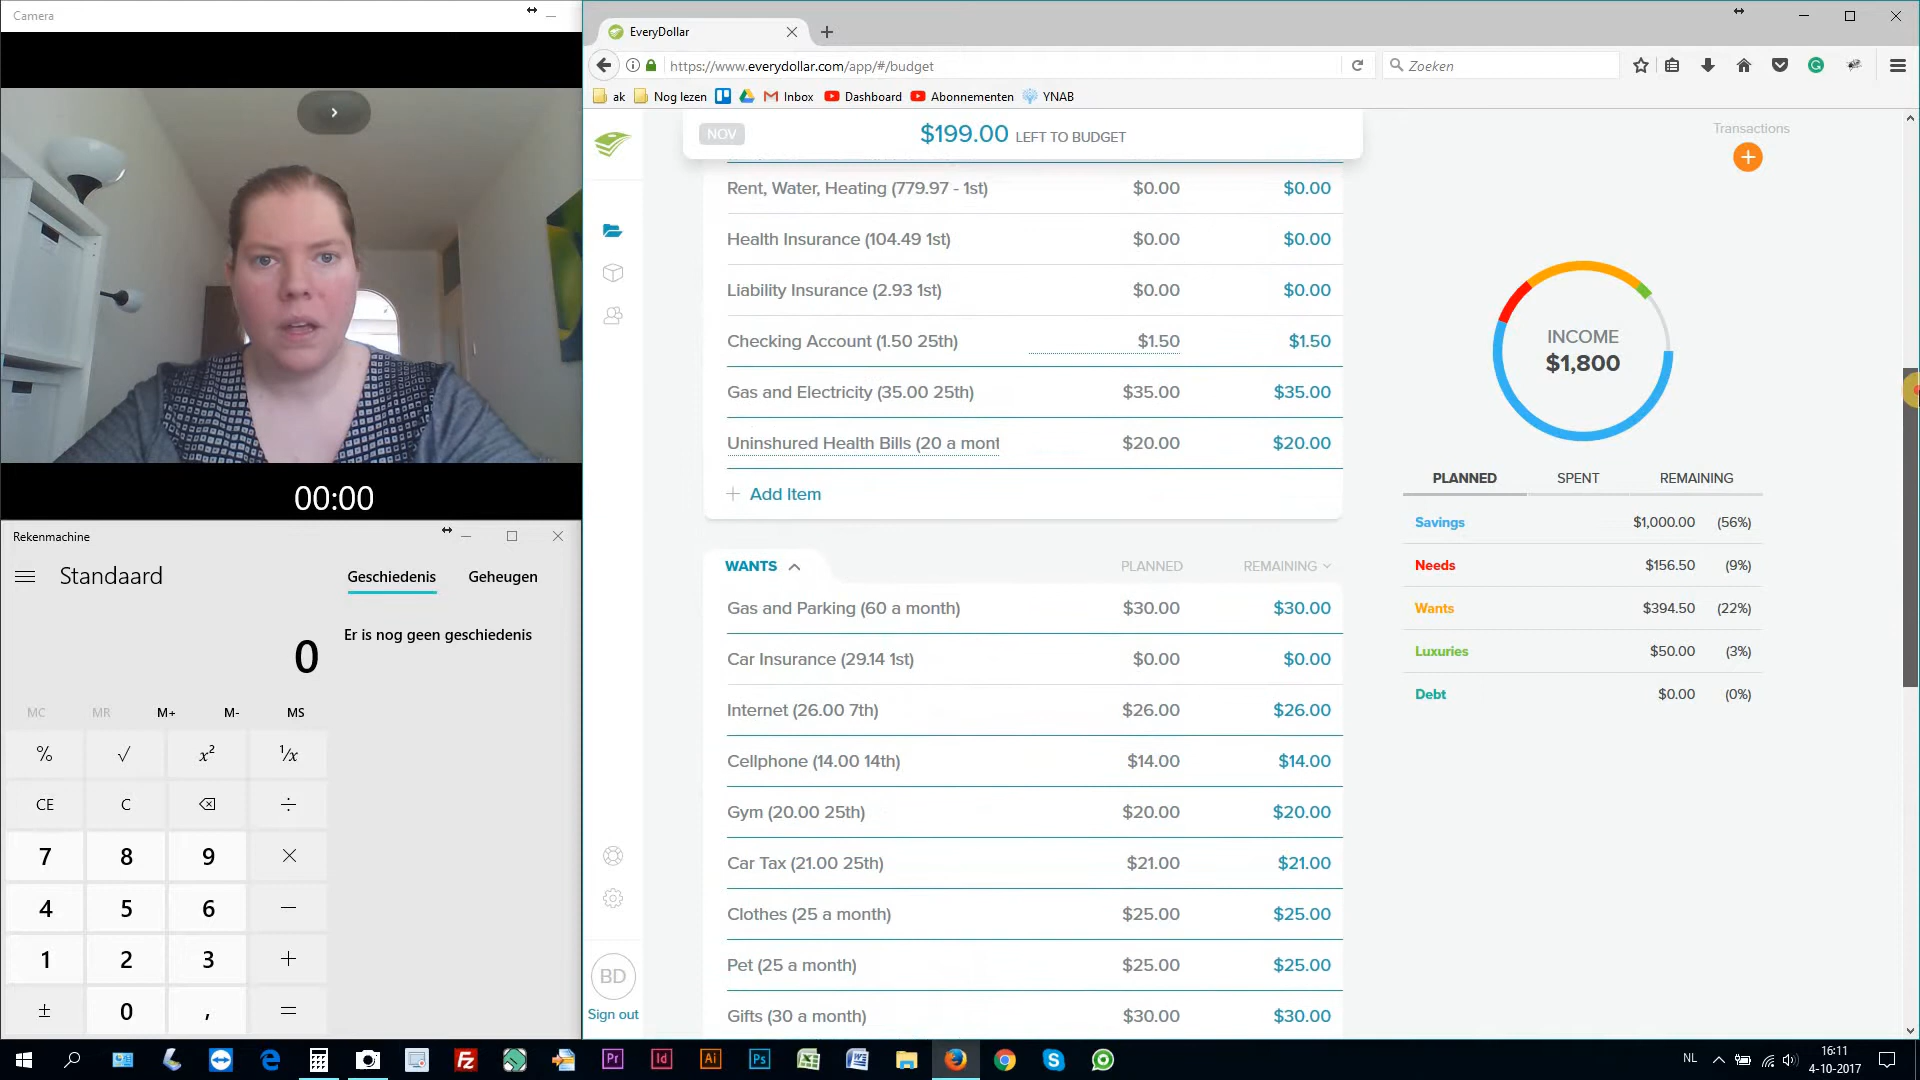 Camera
00:00
Rekenmachine
Standaard
Geschiedenis
Geheugen
0
Er is nog geen geschiedenis
MC MR M+ M- MS
% √ x² ¹/x
CE C ÷
7 8 9 ×
4 5 6 −
1 2 3 +
± 0 , =
EveryDollar
https://www.everydollar.com/app/#/budget
Zoeken
ak Nog lezen Inbox Dashboard Abonnementen YNAB
NOV $199.00 LEFT TO BUDGET
Transactions
Rent, Water, Heating (779.97 - 1st) $0.00 $0.00
Health Insurance (104.49 1st) $0.00 $0.00
Liability Insurance (2.93 1st) $0.00 $0.00
Checking Account (1.50 25th) $1.50 $1.50
Gas and Electricity (35.00 25th) $35.00 $35.00
Uninshured Health Bills (20 a mont $20.00 $20.00
+ Add Item
WANTS PLANNED REMAINING
Gas and Parking (60 a month) $30.00 $30.00
Car Insurance (29.14 1st) $0.00 $0.00
Internet (26.00 7th) $26.00 $26.00
Cellphone (14.00 14th) $14.00 $14.00
Gym (20.00 25th) $20.00 $20.00
Car Tax (21.00 25th) $21.00 $21.00
Clothes (25 a month) $25.00 $25.00
Pet (25 a month) $25.00 $25.00
Gifts (30 a month) $30.00 $30.00
BD
Sign out
INCOME
$1,800
PLANNED SPENT REMAINING
Savings $1,000.00 (56%)
Needs $156.50 (9%)
Wants $394.50 (22%)
Luxuries $50.00 (3%)
Debt $0.00 (0%)
Pr Id Ai Ps
NL
16:11
4-10-2017